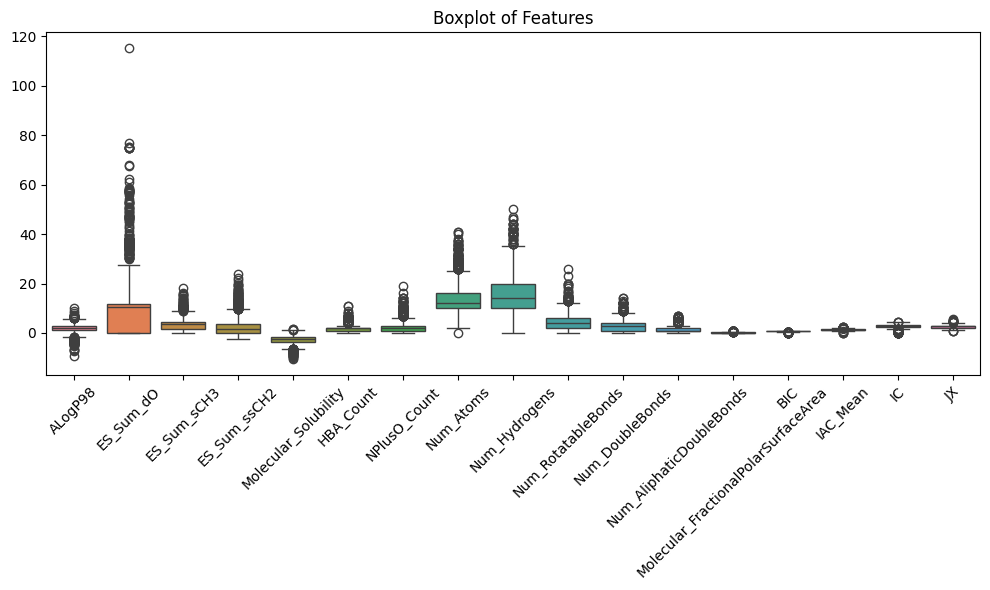 Boxplot of Features
120
100
80
60
40
20
0
ALogP98
ES_Sum_dO
ES_Sum_sCH3
ES_Sum_ssCH2
Molecular_Solubility
HBA_Count
NPlusO_Count
Num_Atoms
Num_Hydrogens
Num_RotatableBonds
Num_DoubleBonds
Num_AliphaticDoubleBonds
Molecular_FractionalPolarSurfaceArea
BIC
IAC_Mean
IC
JX